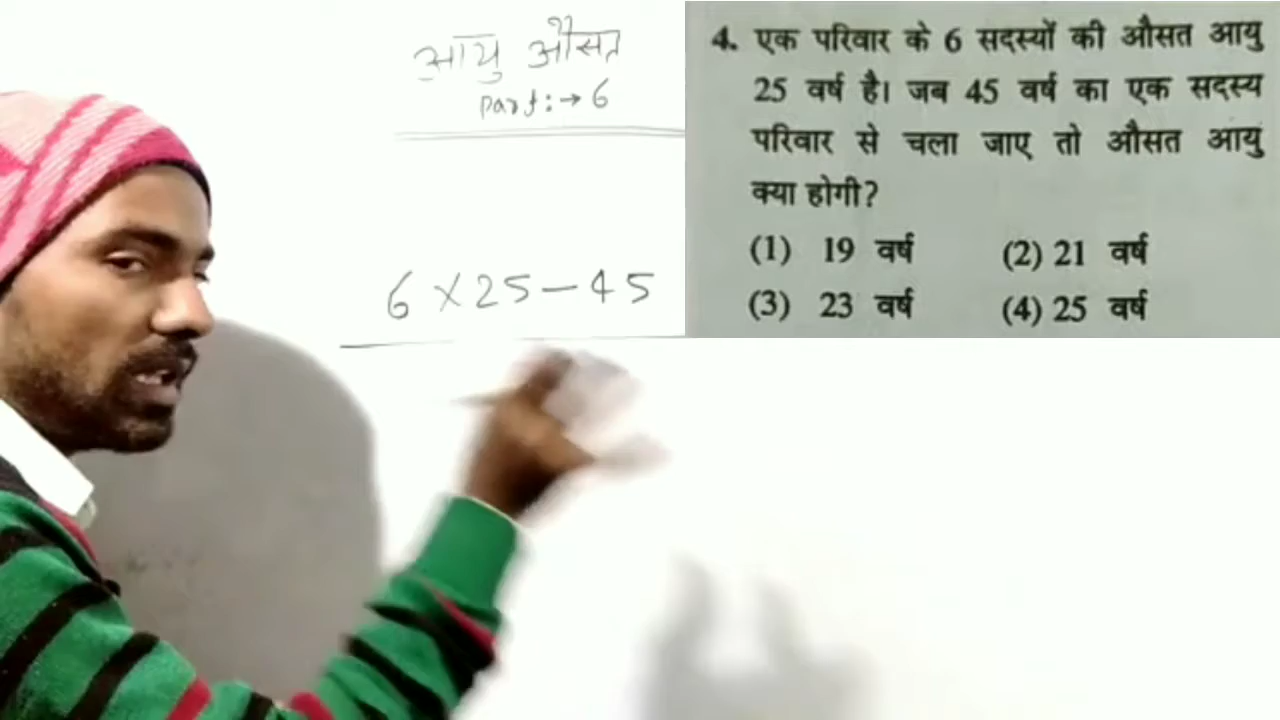 आयु औसत
Part:→6
6×25-45
4. एक परिवार के 6 सदस्यों की औसत आयु
25 वर्ष है। जब 45 वर्ष का एक सदस्य
परिवार से चला जाए तो औसत आयु
क्या होगी?
(1) 19 वर्ष (2) 21 वर्ष
(3) 23 वर्ष (4) 25 वर्ष